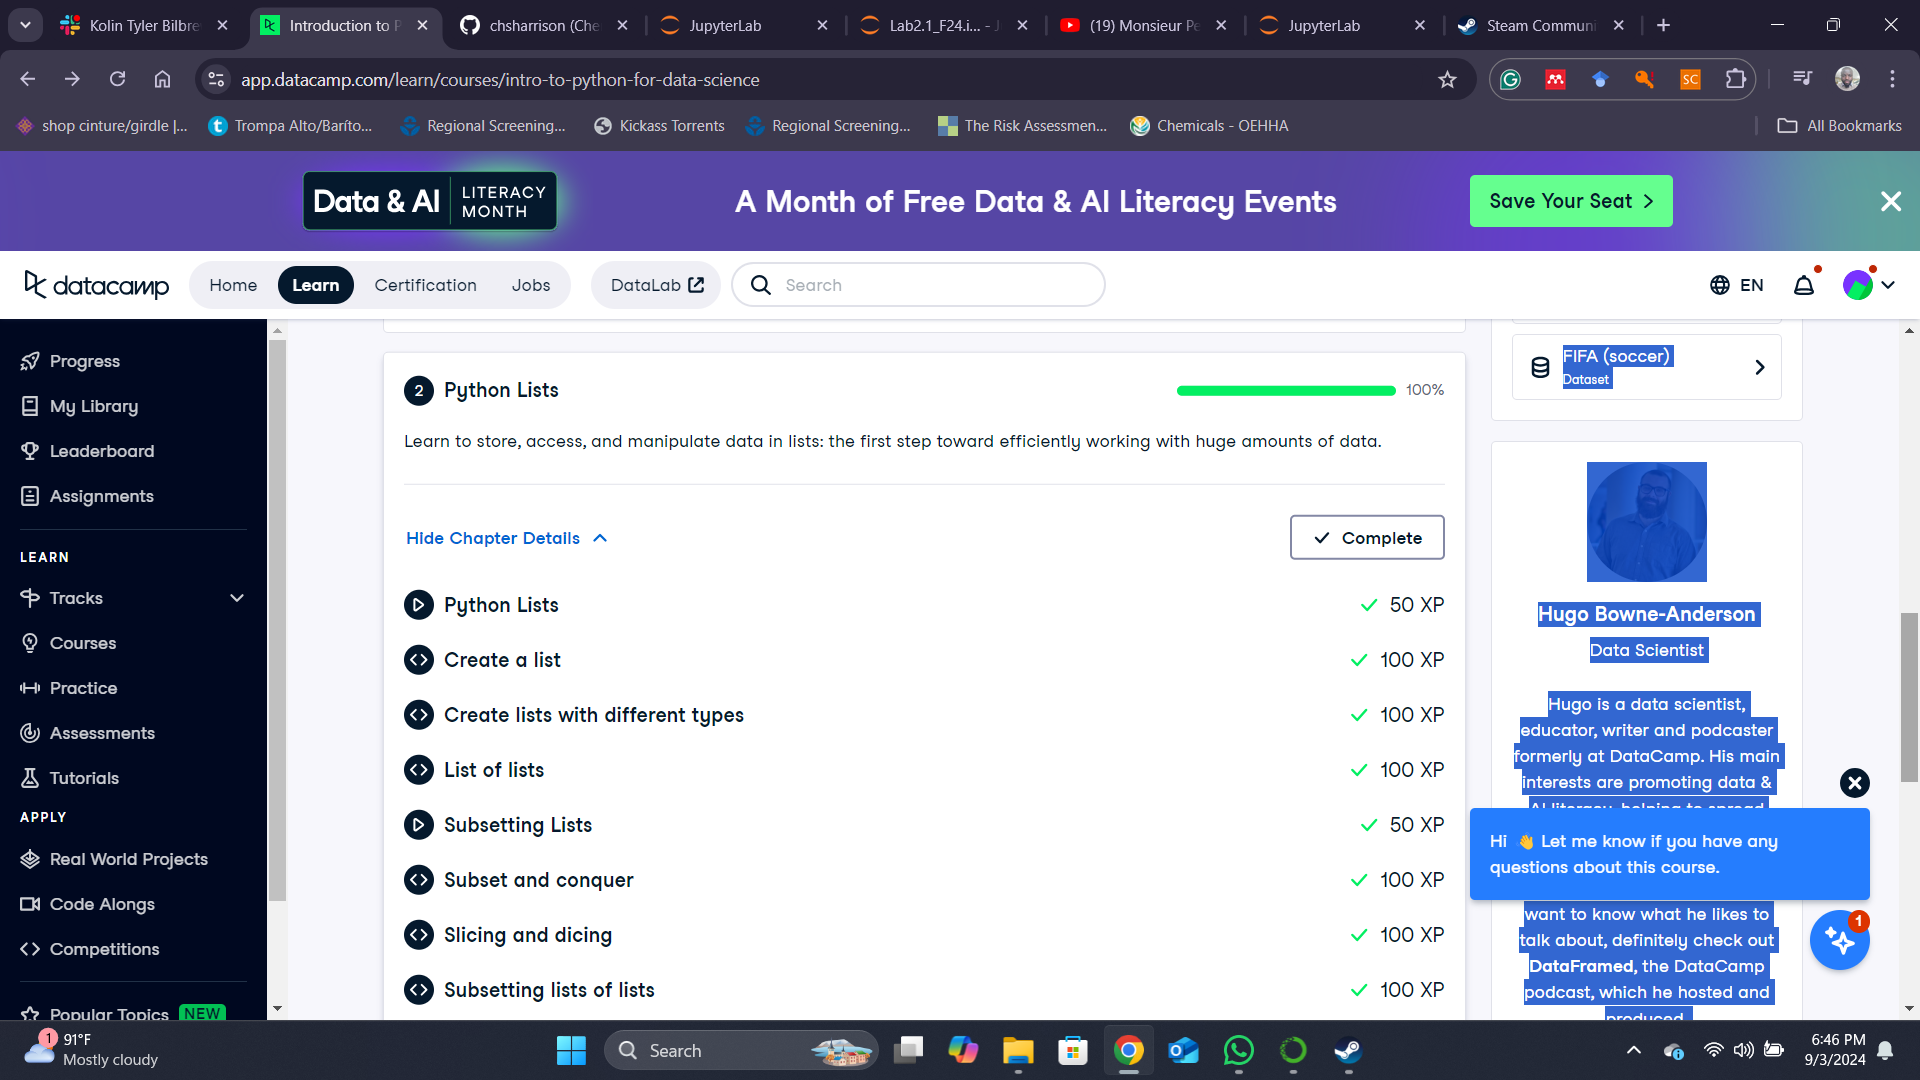 Kolin Tyler Bilbre
Introduction to P
chsharrison (Che
JupyterLab
Lab2.1_F24.i... - J
(19) Monsieur Pe
JupyterLab
Steam Communi
app.datacamp.com/learn/courses/intro-to-python-for-data-science
shop cinture/girdle |...
Trompa Alto/Baríto...
Regional Screening...
Kickass Torrents
Regional Screening...
The Risk Assessmen...
Chemicals - OEHHA
All Bookmarks
Data & AI LITERACY MONTH
A Month of Free Data & AI Literacy Events
Save Your Seat
datacamp
Home
Learn
Certification
Jobs
DataLab
Search
EN
Progress
My Library
Leaderboard
Assignments
LEARN
Tracks
Courses
Practice
Assessments
Tutorials
APPLY
Real World Projects
Code Alongs
Competitions
Popular Topics NEW
2 Python Lists
100%
Learn to store, access, and manipulate data in lists: the first step toward efficiently working with huge amounts of data.
Hide Chapter Details
Complete
Python Lists 50 XP
Create a list 100 XP
Create lists with different types 100 XP
List of lists 100 XP
Subsetting Lists 50 XP
Subset and conquer 100 XP
Slicing and dicing 100 XP
Subsetting lists of lists 100 XP
FIFA (soccer)
Dataset
Hugo Bowne-Anderson
Data Scientist
Hugo is a data scientist,
educator, writer and podcaster
formerly at DataCamp. His main
interests are promoting data &
AI literacy, helping to spread
Hi 👋 Let me know if you have any
questions about this course.
want to know what he likes to
talk about, definitely check out
DataFramed, the DataCamp
podcast, which he hosted and
produced.
1
1
91°F
Mostly cloudy
Search
6:46 PM
9/3/2024